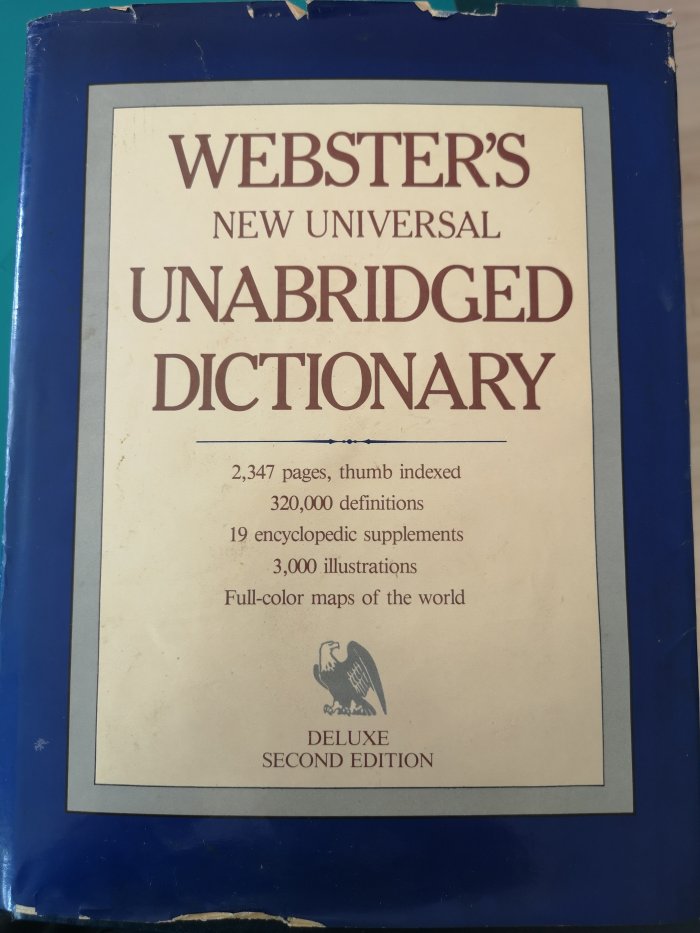 WEBSTER'S
NEW UNIVERSAL
UNABRIDGED
DICTIONARY
2,347 pages, thumb indexed
320,000 definitions
19 encyclopedic supplements
3,000 illustrations
Full-color maps of the world
DELUXE
SECOND EDITION